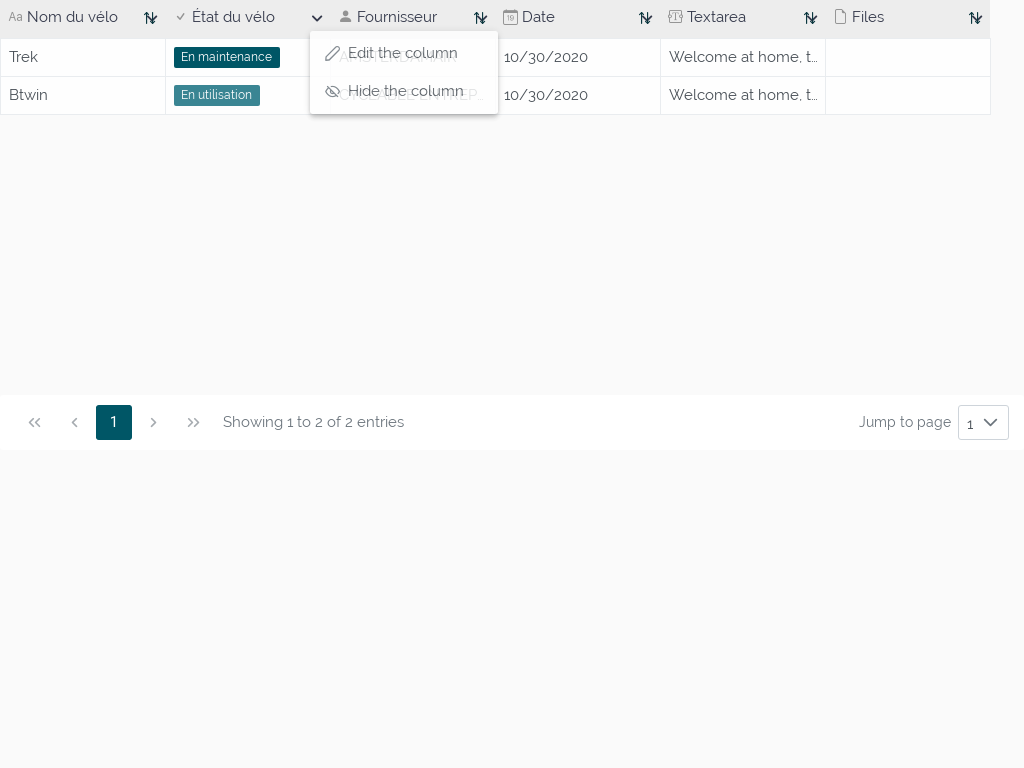 Aa Nom du vélo État du vélo Fournisseur Date Textarea Files
Trek En maintenance Edit the column 10/30/2020 Welcome at home, t...
Btwin En utilisation Hide the column 10/30/2020 Welcome at home, t...
1 Showing 1 to 2 of 2 entries Jump to page 1